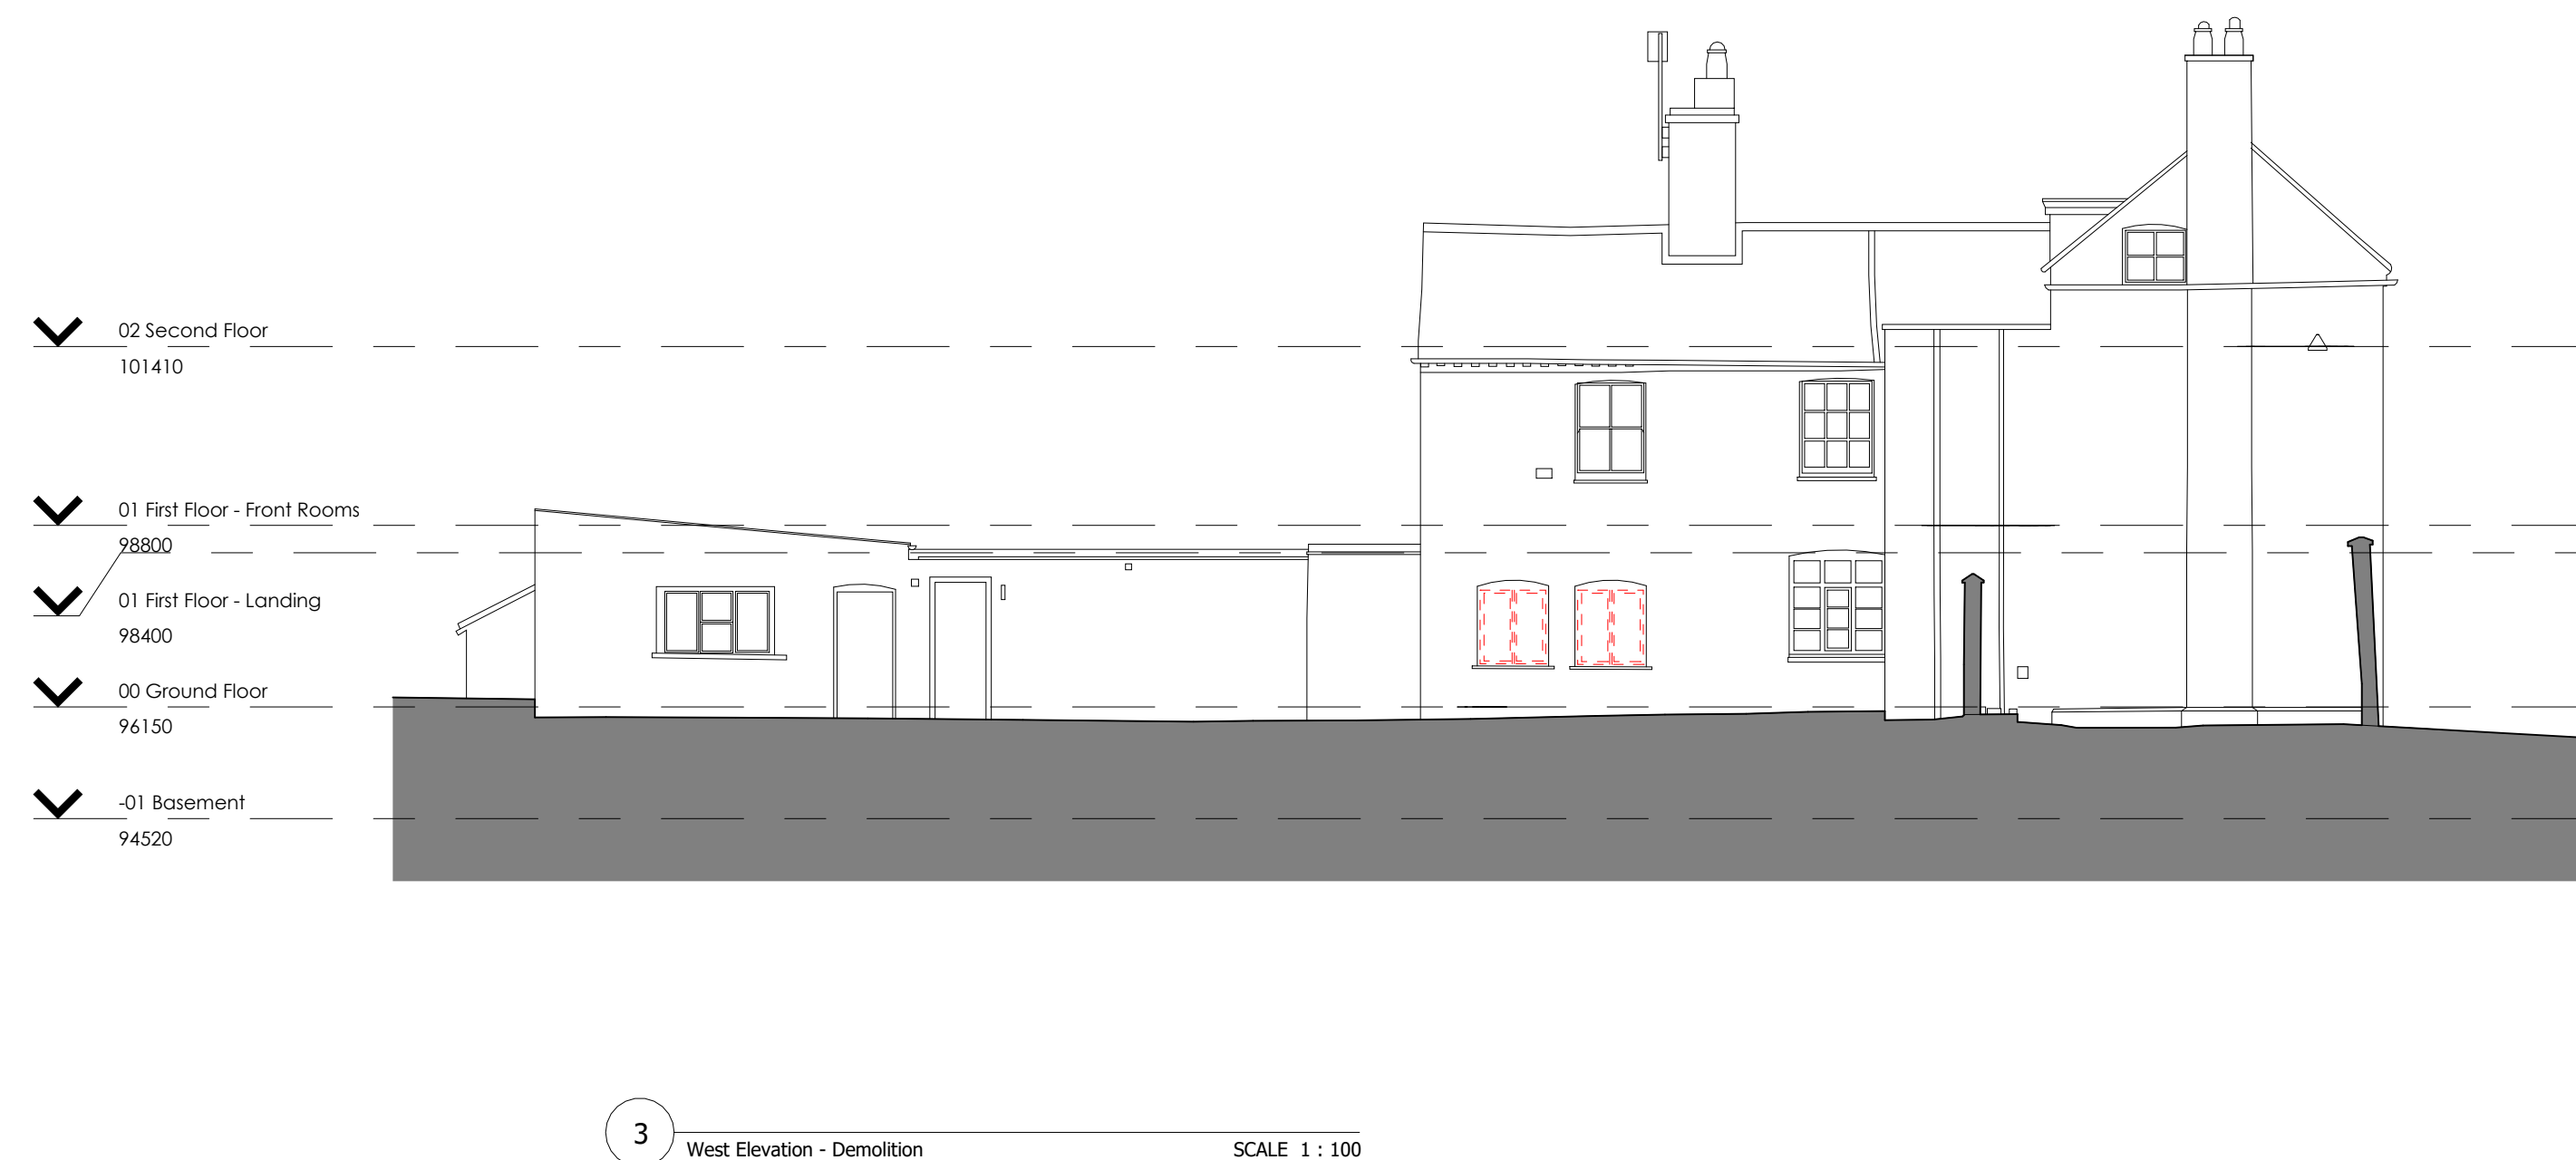 02 Second Floor
101410
01 First Floor - Front Rooms
98800
01 First Floor - Landing
98400
00 Ground Floor
96150
-01 Basement
94520
3
West Elevation - Demolition
SCALE 1 : 100